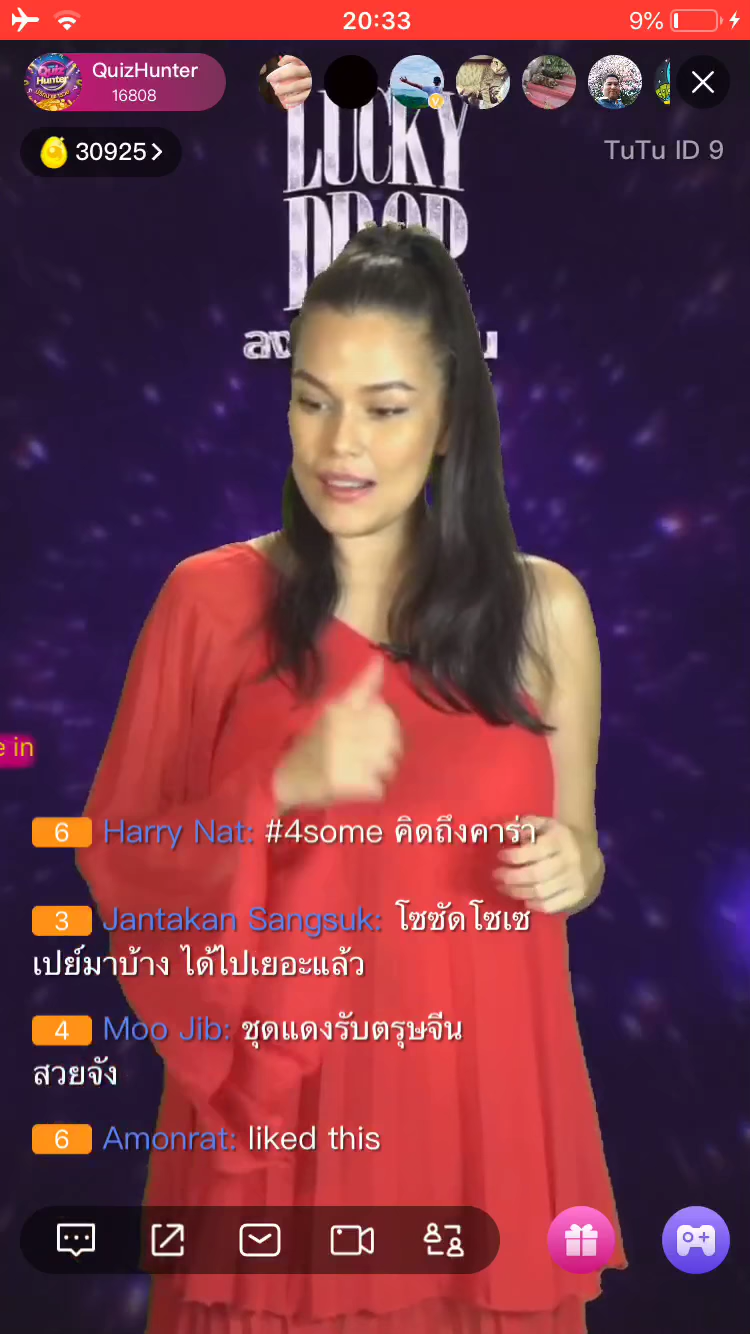 20:33
9%
QuizHunter
16808
Quiz
Hunter
30925
TuTu ID 9
LUCKY
DROP
e in
6 Harry Nat: #4some คิดถึงคาร่า
3 Jantakan Sangsuk: โซซัดโซเซ
เปย์มาบ้าง ได้ไปเยอะแล้ว
4 Moo Jib: ชุดแดงรับตรุษจีน
สวยจัง
6 Amonrat: liked this